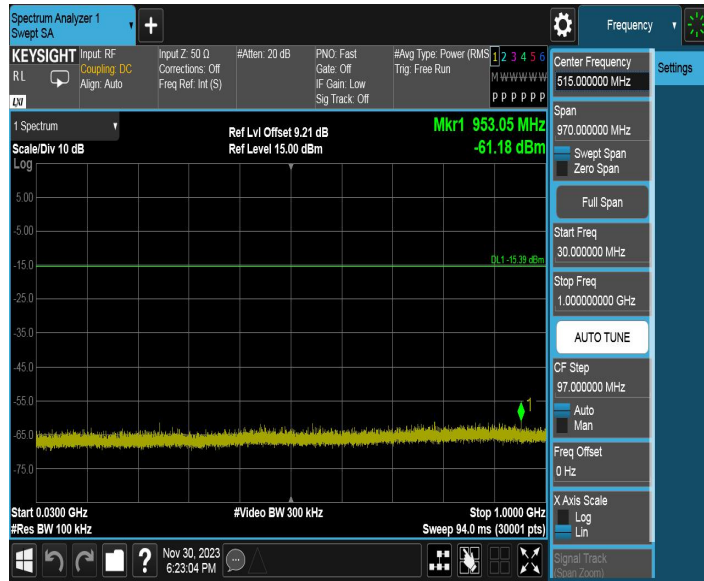 Spectrum Analyzer 1
Swept SA
+
Frequency
KEYSIGHT
RL
LXI
Input: RF
Coupling: DC
Align: Auto
Input Z: 50 Ω
Corrections: Off
Freq Ref: Int (S)
#Atten: 20 dB
PNO: Fast
Gate: Off
IF Gain: Low
Sig Track: Off
#Avg Type: Power (RMS
Trig: Free Run
1 2 3 4 5 6
M W W W W W
P P P P P P
1 Spectrum
Scale/Div 10 dB
Log
Ref Lvl Offset 9.21 dB
Ref Level 15.00 dBm
Mkr1 953.05 MHz
-61.18 dBm
5.00
-5.00
-15.0
-25.0
-35.0
-45.0
-55.0
-65.0
-75.0
DL1 -15.39 dBm
1
Start 0.0300 GHz
#Res BW 100 kHz
#Video BW 300 kHz
Stop 1.0000 GHz
Sweep 94.0 ms (30001 pts)
?
Nov 30, 2023
6:23:04 PM
Center Frequency
515.000000 MHz
Span
970.000000 MHz
Swept Span
Zero Span
Full Span
Start Freq
30.000000 MHz
Stop Freq
1.000000000 GHz
AUTO TUNE
CF Step
97.000000 MHz
Auto
Man
Freq Offset
0 Hz
X Axis Scale
Log
Lin
Signal Track
(Span Zoom)
Settings